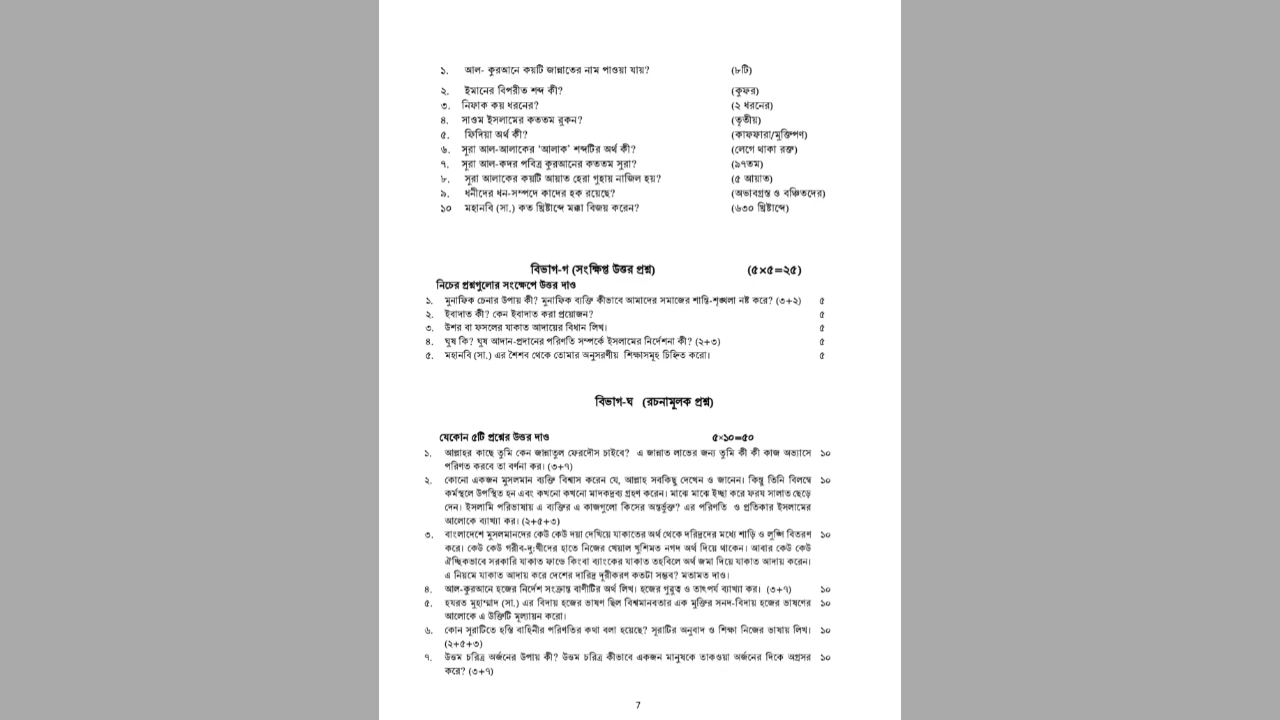 ১. আল- কুরআনে কয়টি জান্নাতের নাম পাওয়া যায়? (৮টি)
২. ইমানের বিপরীত শব্দ কী? (কুফর)
৩. নিফাক কয় ধরনের? (২ ধরনের)
৪. সাওম ইসলামের কততম রুকন? (তৃতীয়)
৫. ফিদিয়া অর্থ কী? (কাফফারা/মুক্তিপণ)
৬. সুরা আল-আলাকের 'আলাক' শব্দটির অর্থ কী? (লেগে থাকা রক্ত)
৭. সুরা আল-কদর পবিত্র কুরআনের কততম সুরা? (৯৭তম)
৮. সূরা আলাকের কয়টি আয়াত হেরা গুহায় নাজিল হয়? (৫ আয়াত)
৯. ধনীদের ধন-সম্পদে কাদের হক রয়েছে? (অভাবগ্রস্ত ও বঞ্চিতদের)
১০ মহানবি (সা.) কত খ্রিষ্টাব্দে মক্কা বিজয় করেন? (৬৩০ খ্রিষ্টাব্দে)
বিভাগ-গ (সংক্ষিপ্ত উত্তর প্রশ্ন) (৫×৫=২৫)
নিচের প্রশ্নগুলোর সংক্ষেপে উত্তর দাও
১. মুনাফিক চেনার উপায় কী? মুনাফিক ব্যক্তি কীভাবে আমাদের সমাজের শান্তি-শৃঙ্খলা নষ্ট করে? (৩+২) ৫
২. ইবাদাত কী? কেন ইবাদাত করা প্রয়োজন? ৫
৩. উশর বা ফসলের যাকাত আদায়ের বিধান লিখ। ৫
৪. ঘুষ কি? ঘুষ আদান-প্রদানের পরিণতি সম্পর্কে ইসলামের নির্দেশনা কী? (২+৩) ৫
৫. মহানবি (সা.) এর শৈশব থেকে তোমার অনুসরণীয় শিক্ষাসমূহ চিহ্নিত করো। ৫
বিভাগ-ঘ (রচনামূলক প্রশ্ন)
যেকোন ৫টি প্রশ্নের উত্তর দাও ৫×১০=৫০
১. আল্লাহর কাছে তুমি কেন জান্নাতুল ফেরদৌস চাইবে? এ জান্নাত লাভের জন্য তুমি কী কী কাজ অভ্যাসে ১০
পরিণত করবে তা বর্ণনা কর। (৩+৭)
২. কোনো একজন মুসলমান ব্যক্তি বিশ্বাস করেন যে, আল্লাহ সবকিছু দেখেন ও জানেন। কিন্তু তিনি বিলম্বে ১০
কর্মস্থলে উপস্থিত হন এবং কখনো কখনো মাদকদ্রব্য গ্রহণ করেন। মাঝে মাঝে ইচ্ছা করে ফরয সালাত ছেড়ে
দেন। ইসলামি পরিভাষায় এ ব্যক্তির এ কাজগুলো কিসের অন্তর্ভুক্ত? এর পরিণতি ও প্রতিকার ইসলামের
আলোকে ব্যাখ্যা কর। (২+৫+৩)
৩. বাংলাদেশে মুসলমানদের কেউ কেউ দয়া দেখিয়ে যাকাতের অর্থ থেকে দরিদ্রদের মধ্যে শাড়ি ও লুঙ্গি বিতরণ ১০
করে। কেউ কেউ গরীব-দু:খীদের হাতে নিজের খেয়াল খুশিমত নগদ অর্থ দিয়ে থাকেন। আবার কেউ কেউ
ঐচ্ছিকভাবে সরকারি যাকাত ফান্ডে কিংবা ব্যাংকের যাকাত তহবিলে অর্থ জমা দিয়ে যাকাত আদায় করেন।
এ নিয়মে যাকাত আদায় করে দেশের দারিদ্র দূরীকরণ কতটা সম্ভব? মতামত দাও।
৪. আল-কুরআনে হজের নির্দেশ সংক্রান্ত বাণীটির অর্থ লিখ। হজের গুরুত্ব ও তাৎপর্য ব্যাখ্যা কর। (৩+৭) ১০
৫. হযরত মুহাম্মাদ (সা.) এর বিদায় হজের ভাষণ ছিল বিশ্বমানবতার এক মুক্তির সনদ-বিদায় হজের ভাষণের ১০
আলোকে এ উক্তিটি মূল্যায়ন করো।
৬. কোন সূরাটিতে হস্তি বাহিনীর পরিণতির কথা বলা হয়েছে? সূরাটির অনুবাদ ও শিক্ষা নিজের ভাষায় লিখ। ১০
(২+৫+৩)
৭. উত্তম চরিত্র অর্জনের উপায় কী? উত্তম চরিত্র কীভাবে একজন মানুষকে তাকওয়া অর্জনের দিকে অগ্রসর ১০
করে? (৩+৭)
7